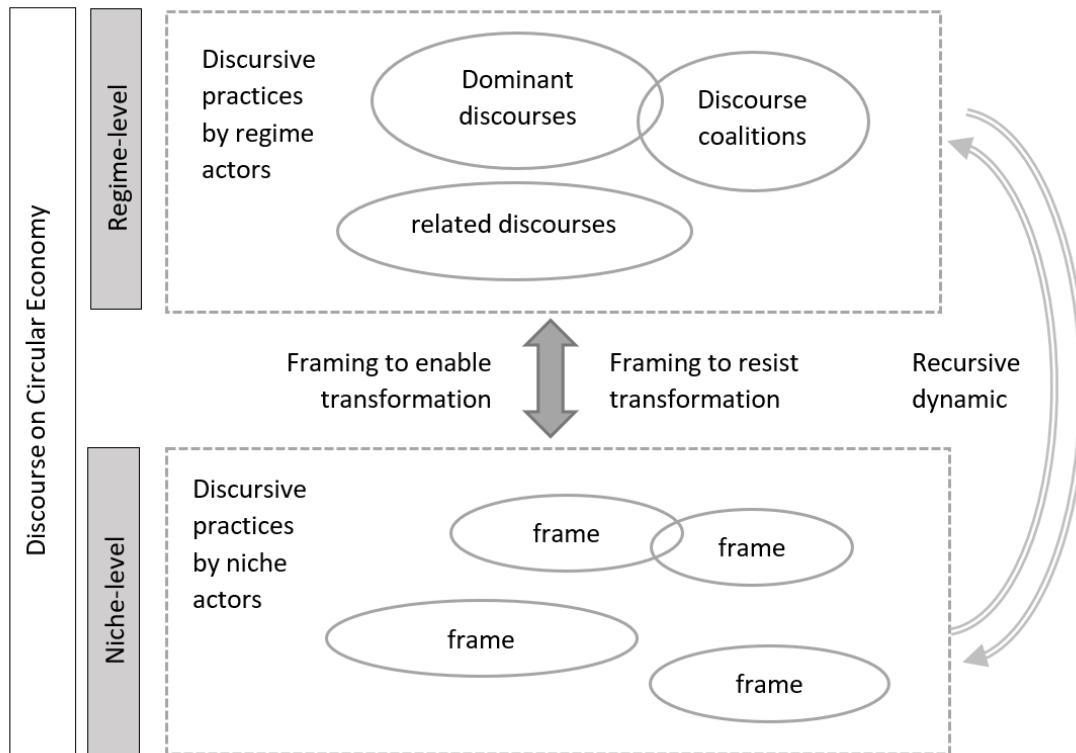 Discourse on Circular Economy
Regime-level
Discursive
practices
by regime
actors
Dominant
discourses
Discourse
coalitions
related discourses
Framing to enable
transformation
Framing to resist
transformation
Recursive
dynamic
Niche-level
Discursive
practices
by niche
actors
frame
frame
frame
frame